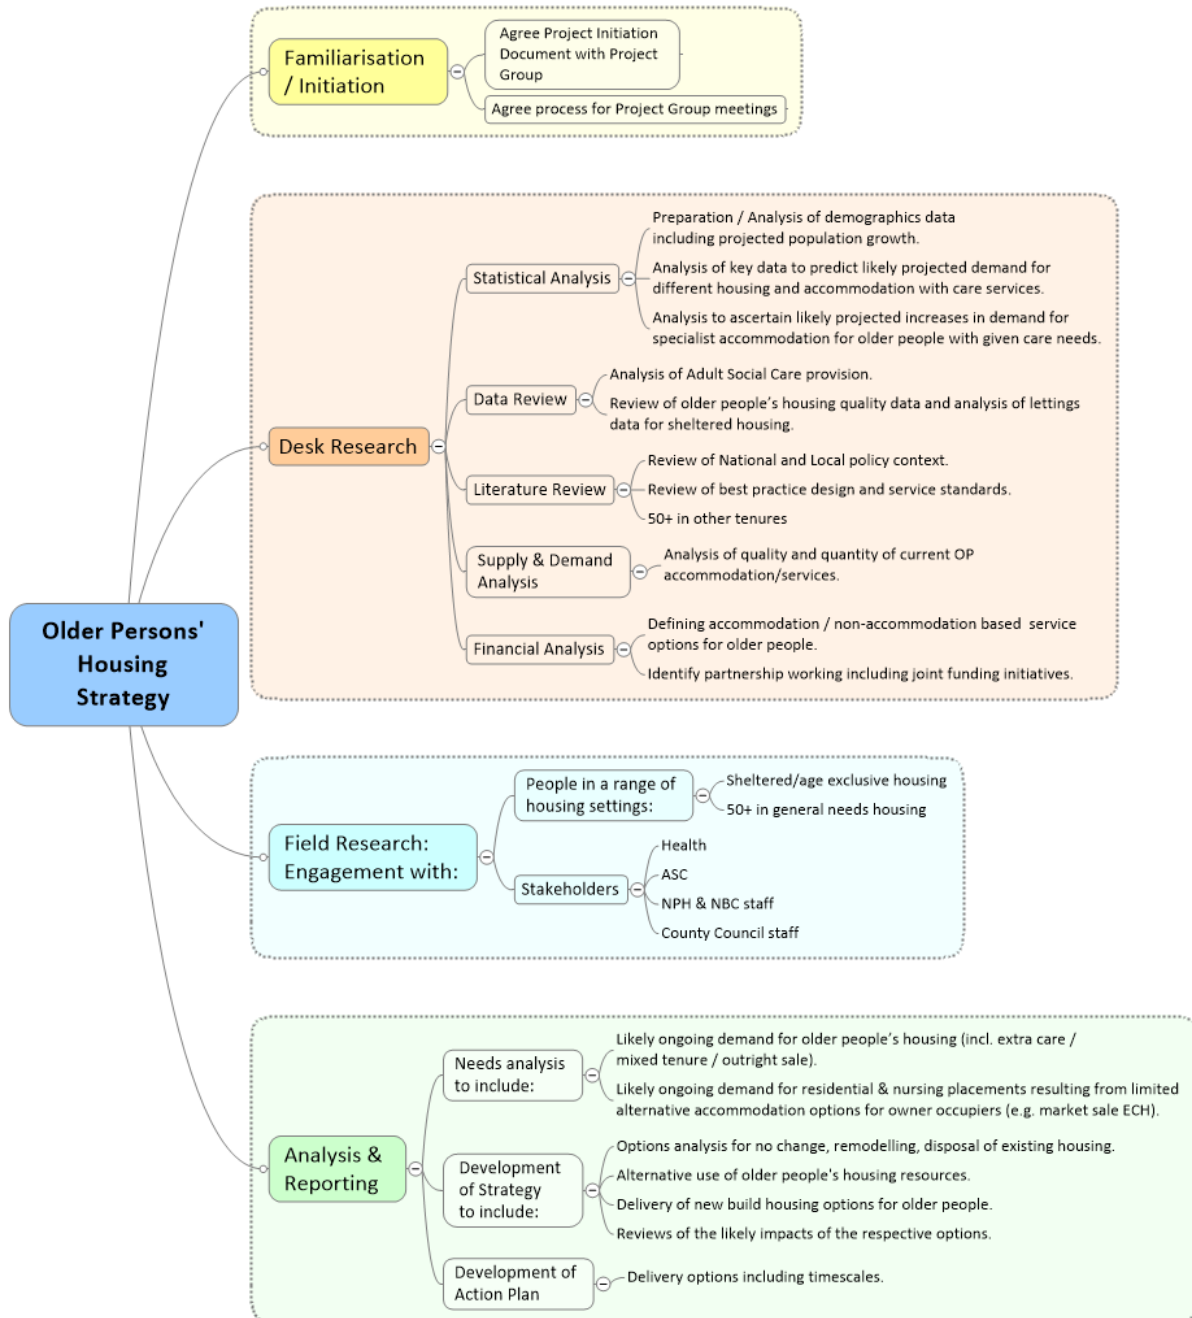 Familiarisation
/ Initiation
Agree Project Initiation
Document with Project
Group
Agree process for Project Group meetings
Desk Research
Statistical Analysis
Preparation / Analysis of demographics data
including projected population growth.
Analysis of key data to predict likely projected demand for
different housing and accommodation with care services.
Analysis to ascertain likely projected increases in demand for
specialist accommodation for older people with given care needs.
Data Review
Analysis of Adult Social Care provision.
Review of older people’s housing quality data and analysis of lettings
data for sheltered housing.
Literature Review
Review of National and Local policy context.
Review of best practice design and service standards.
50+ in other tenures
Supply & Demand
Analysis
Analysis of quality and quantity of current OP
accommodation/services.
Financial Analysis
Defining accommodation / non-accommodation based  service
options for older people.
Identify partnership working including joint funding initiatives.
Older Persons'
Housing
Strategy
Field Research:
Engagement with:
People in a range of
housing settings:
Sheltered/age exclusive housing
50+ in general needs housing
Stakeholders
Health
ASC
NPH & NBC staff
County Council staff
Analysis &
Reporting
Needs analysis
to include:
Likely ongoing demand for older people’s housing (incl. extra care /
mixed tenure / outright sale).
Likely ongoing demand for residential & nursing placements resulting from limited
alternative accommodation options for owner occupiers (e.g. market sale ECH).
Development
of Strategy
to include:
Options analysis for no change, remodelling, disposal of existing housing.
Alternative use of older people's housing resources.
Delivery of new build housing options for older people.
Reviews of the likely impacts of the respective options.
Development of
Action Plan
Delivery options including timescales.